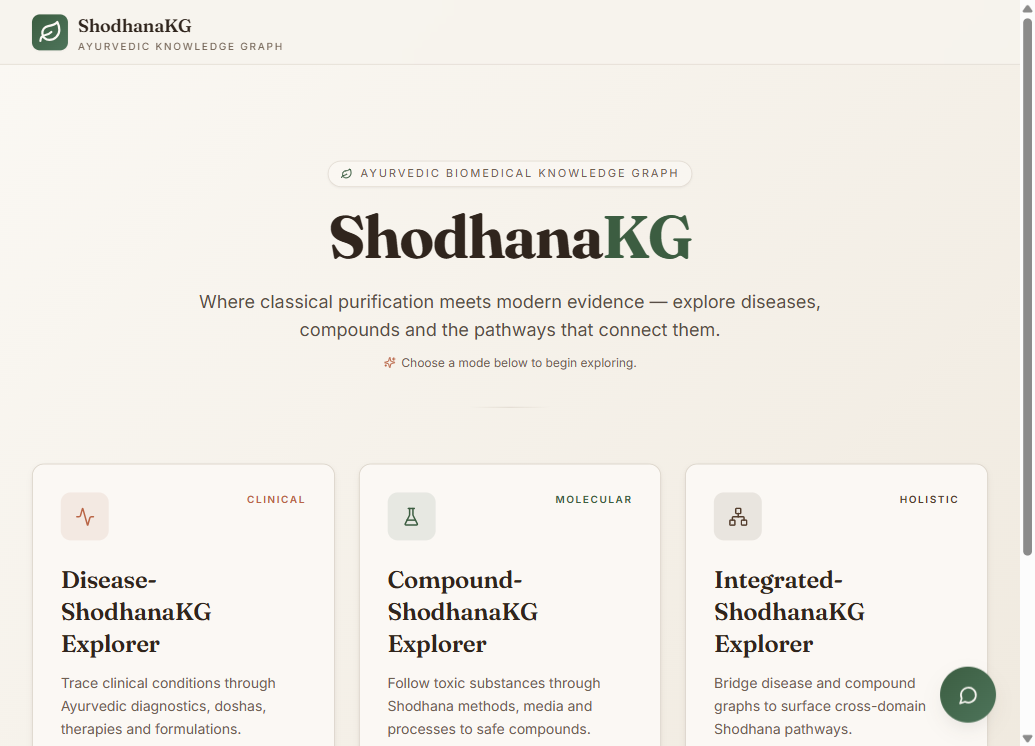 ShodhanaKG
AYURVEDIC KNOWLEDGE GRAPH
AYURVEDIC BIOMEDICAL KNOWLEDGE GRAPH
ShodhanaKG
Where classical purification meets modern evidence — explore diseases,
compounds and the pathways that connect them.
Choose a mode below to begin exploring.
CLINICAL
Disease-
ShodhanaKG
Explorer
Trace clinical conditions through
Ayurvedic diagnostics, doshas,
therapies and formulations.
MOLECULAR
Compound-
ShodhanaKG
Explorer
Follow toxic substances through
Shodhana methods, media and
processes to safe compounds.
HOLISTIC
Integrated-
ShodhanaKG
Explorer
Bridge disease and compound
graphs to surface cross-domain
Shodhana pathways.